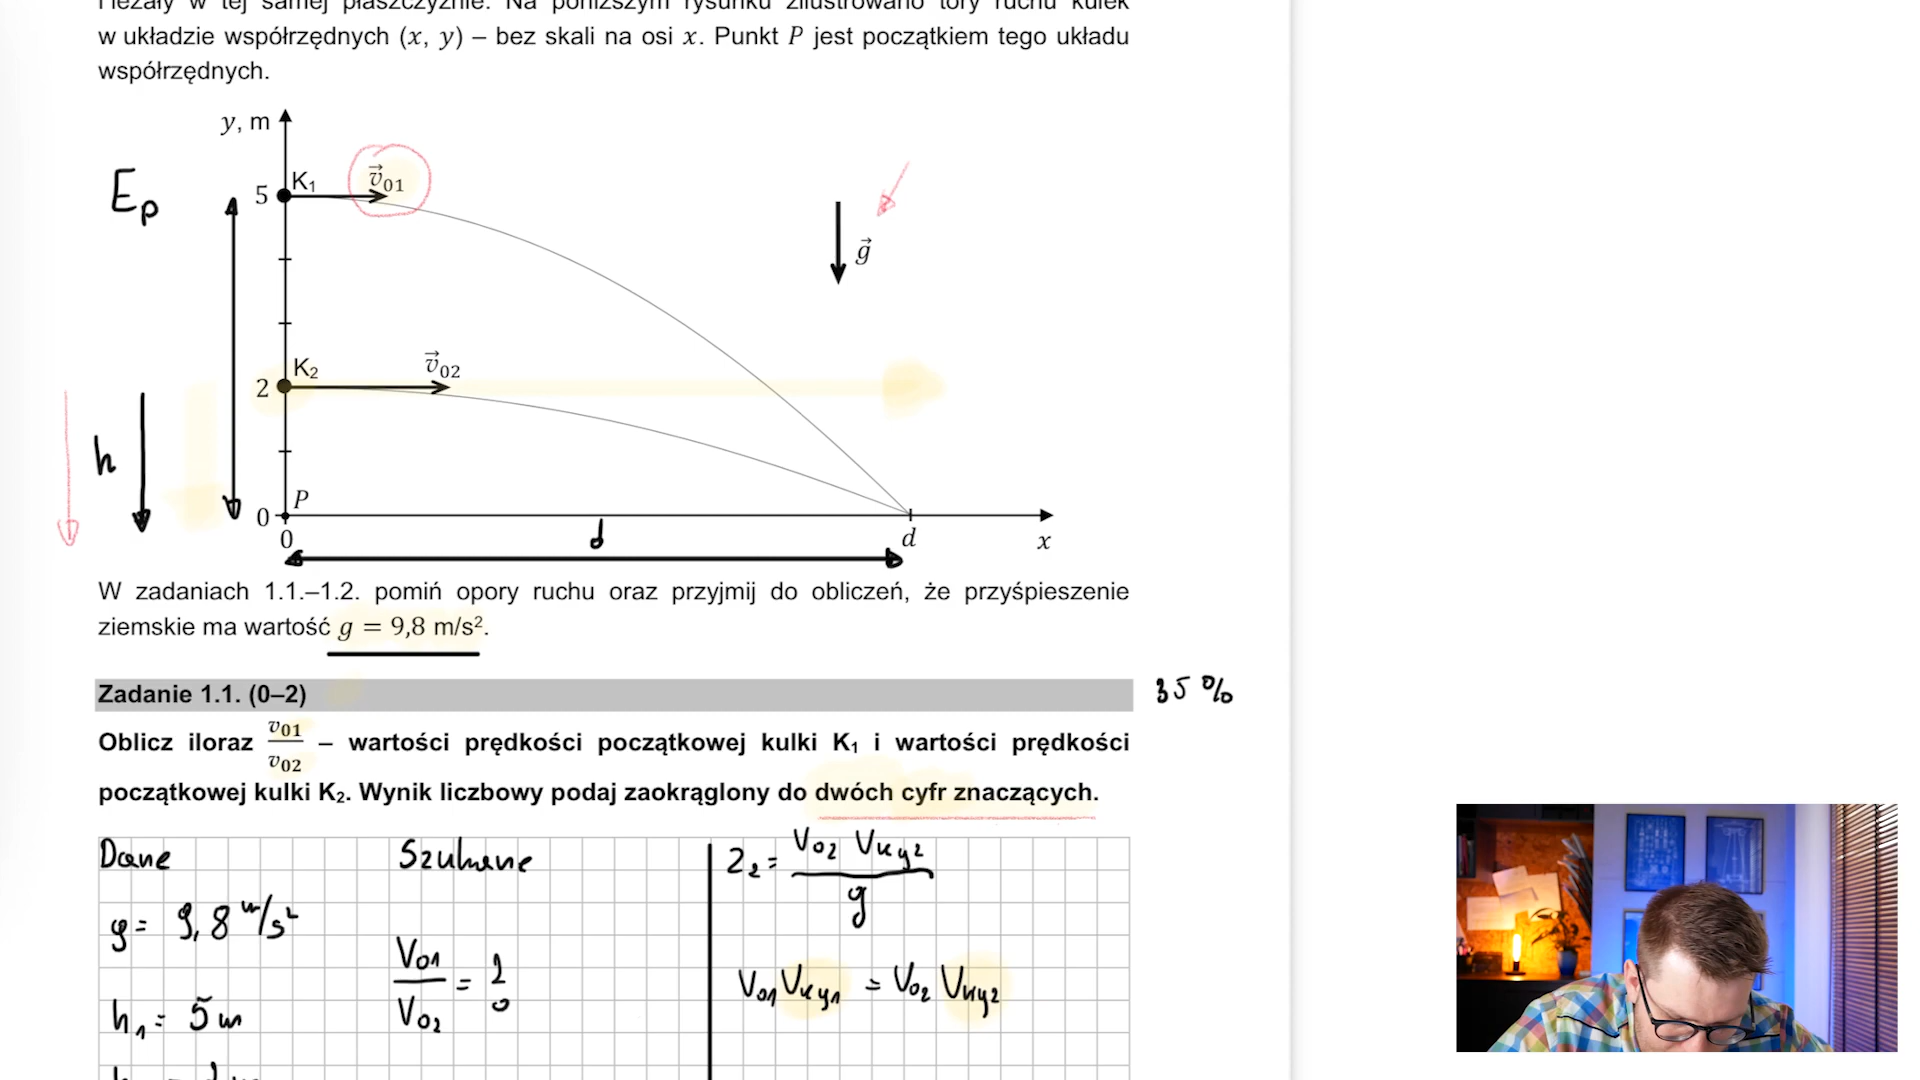 w tej samej płaszczyźnie. Na poniższym rysunku zilustrowano tory ruchu kulek
w układzie współrzędnych (x, y) – bez skali na osi x. Punkt P jest początkiem tego układu
współrzędnych.
y, m
Ep
5 K₁ v⃗₀₁
g⃗
2 K₂ v⃗₀₂
h
P
0
0 d d x
W zadaniach 1.1.–1.2. pomiń opory ruchu oraz przyjmij do obliczeń, że przyśpieszenie
ziemskie ma wartość g = 9,8 m/s².
Zadanie 1.1. (0–2) 35%
Oblicz iloraz v₀₁/v₀₂ – wartości prędkości początkowej kulki K₁ i wartości prędkości
początkowej kulki K₂. Wynik liczbowy podaj zaokrąglony do dwóch cyfr znaczących.
Dane
g = 9,8 m/s²
h₁ = 5m
Szukane
V01/V02 = ?
Z₂ = V02 Vky2 / g
V01 Vky1 = V02 Vky2